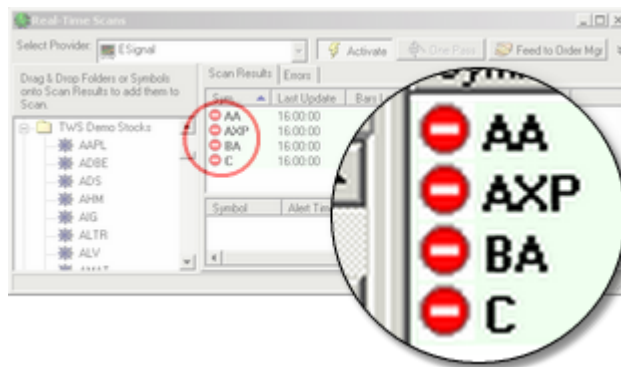 Real-Time Scans
Select Provider: ESignal Activate One Pass Feed to Order Mgr
Drag & Drop Folders or Symbols
onto Scan Results to add them to
Scan.
Scan Results Errors
Sym Last Update Bars
AA 16:00:00
AXP 16:00:00
BA 16:00:00
C 16:00:00
TWS Demo Stocks
AAPL
ADBE
ADS
AHM
AIG
ALTR
ALV
Symbol Alert
AA
AXP
BA
C